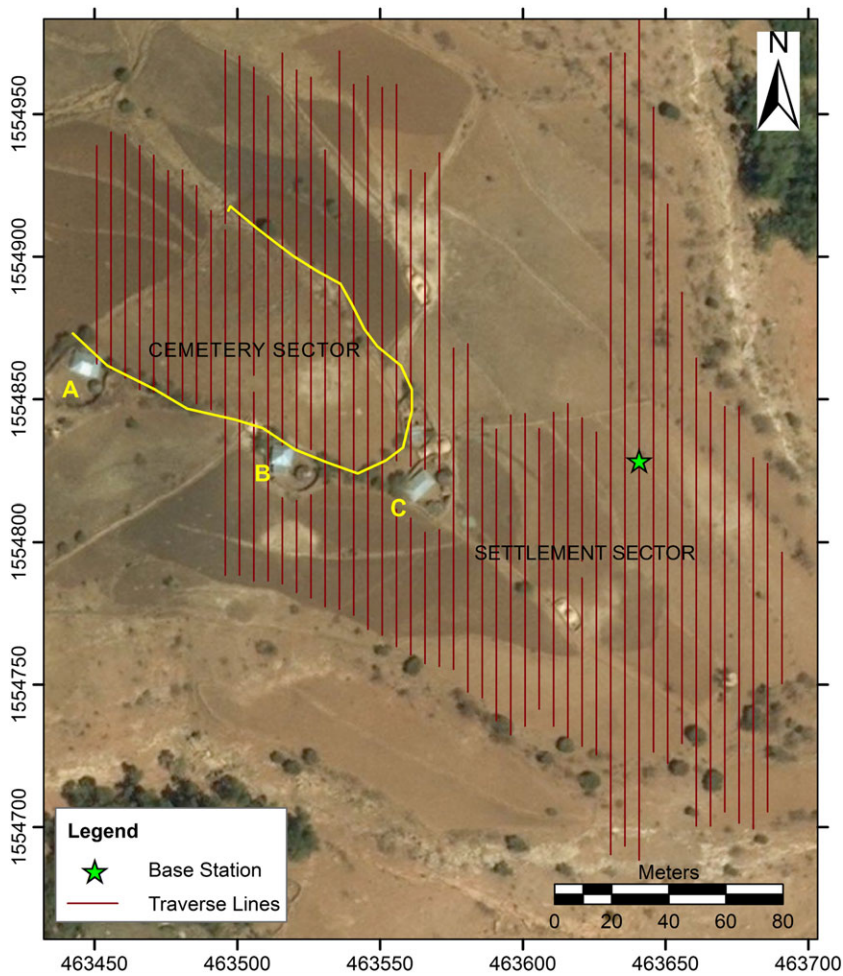 N
1554950
1554900
1554850
1554800
1554750
1554700
CEMETERY SECTOR
A
B
C
SETTLEMENT SECTOR
Legend
Base Station
Traverse Lines
Meters
0 10 20 40 60 80
463450 463500 463550 463600 463650 463700